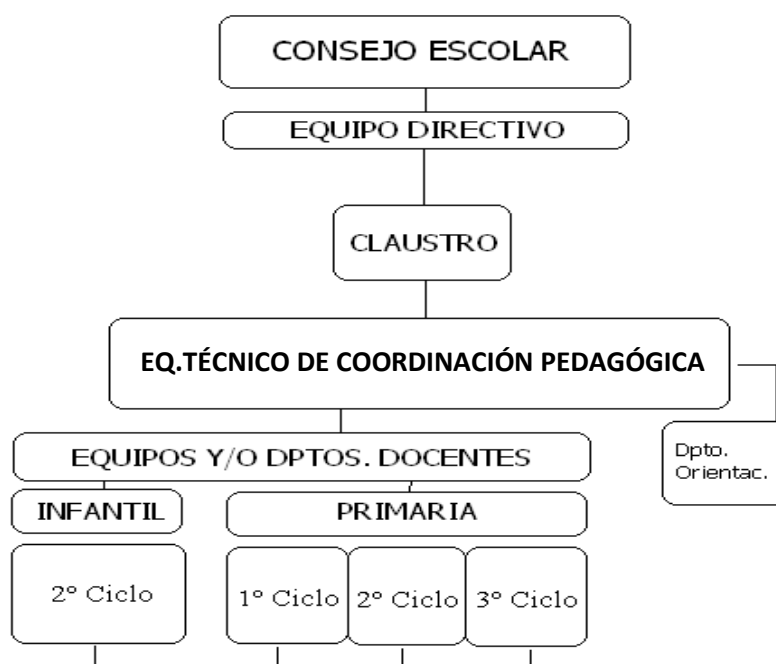 CONSEJO ESCOLAR
EQUIPO DIRECTIVO
CLAUSTRO
EQ.TÉCNICO DE COORDINACIÓN PEDAGÓGICA
Dpto.
Orientac.
EQUIPOS Y/O DPTOS. DOCENTES
INFANTIL
PRIMARIA
2º Ciclo
1º Ciclo
2º Ciclo
3º Ciclo